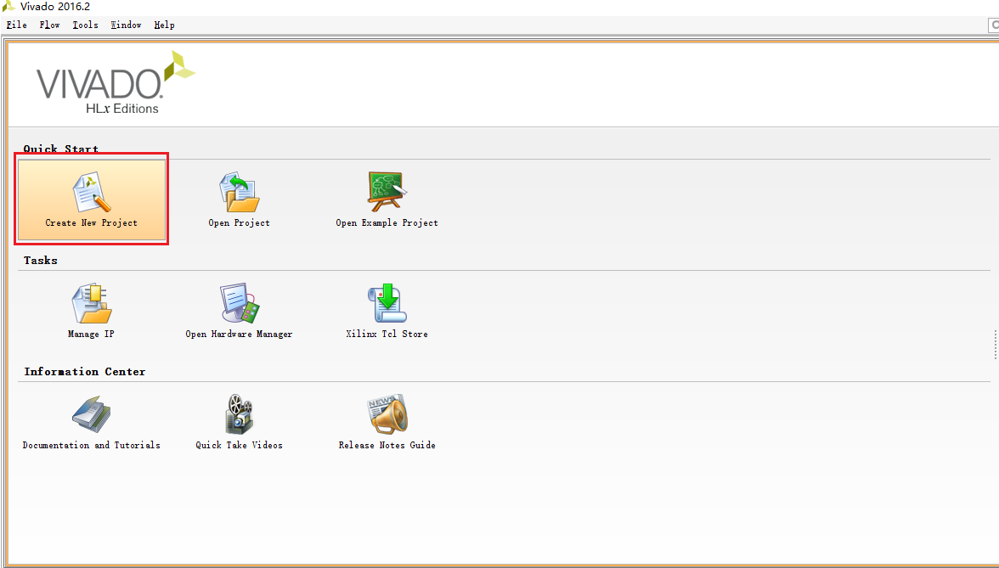 Vivado 2016.2
File Flow Tools Window Help
VIVADO.
HLx Editions
Quick Start
Create New Project Open Project Open Example Project
Tasks
Manage IP Open Hardware Manager Xilinx Tcl Store
Information Center
NEWS
Documentation and Tutorials Quick Take Videos Release Notes Guide